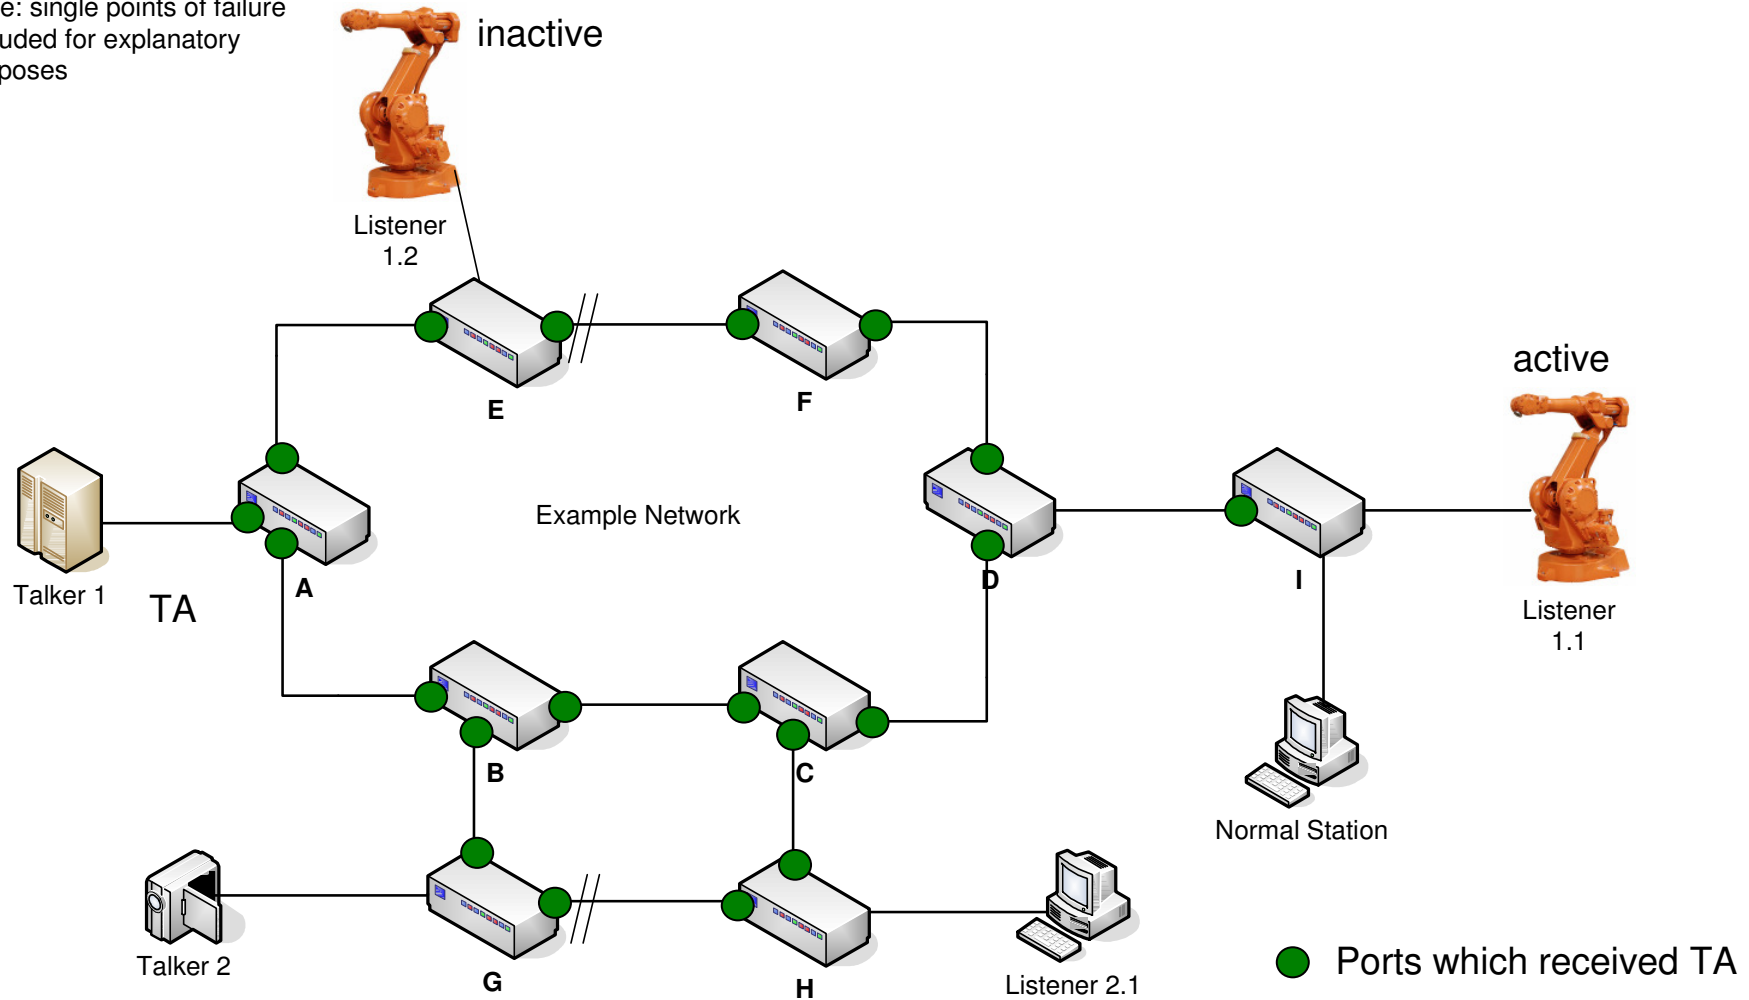 e: single points of failure
uded for explanatory
poses
inactive
Listener
1.2
E
F
active
Listener
1.1
Talker 1
TA
A
Example Network
D
I
B
C
Normal Station
Talker 2
G
H
Listener 2.1
Ports which received TA